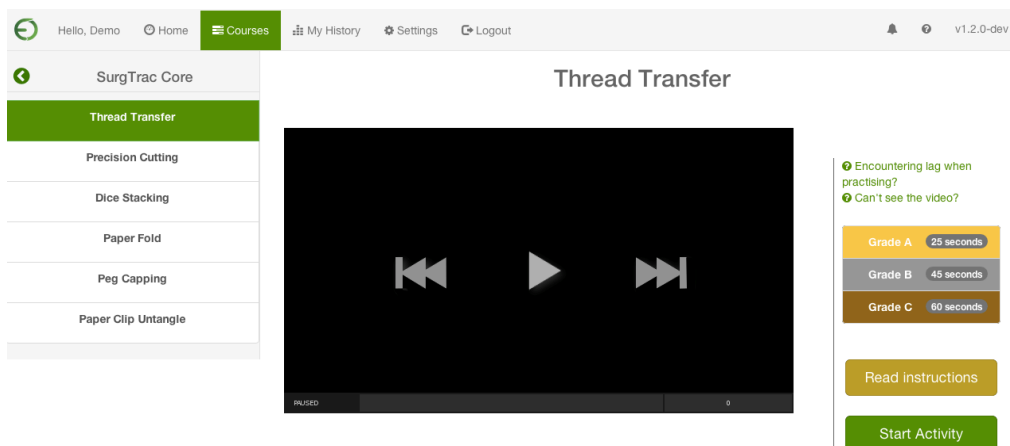 Hello, Demo Home Courses My History Settings Logout v1.2.0-dev
SurgTrac Core
Thread Transfer
Precision Cutting
Dice Stacking
Paper Fold
Peg Capping
Paper Clip Untangle
Thread Transfer
PAUSED 0
Encountering lag when
practising?
Can't see the video?
Grade A 25 seconds
Grade B 45 seconds
Grade C 60 seconds
Read instructions
Start Activity